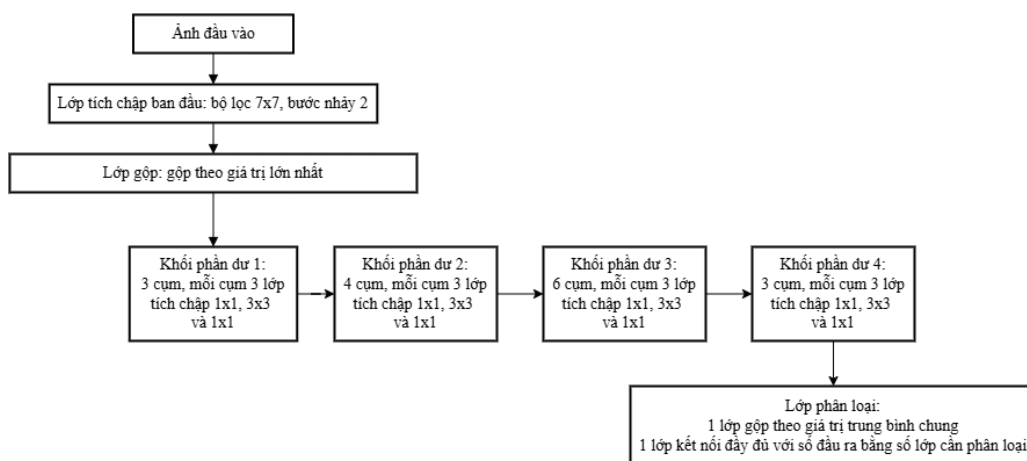 Ảnh đầu vào
Lớp tích chập ban đầu: bộ lọc 7x7, bước nhảy 2
Lớp gộp: gộp theo giá trị lớn nhất
Khối phần dư 1:
3 cụm, mỗi cụm 3 lớp
tích chập 1x1, 3x3
và 1x1
Khối phần dư 2:
4 cụm, mỗi cụm 3 lớp
tích chập 1x1, 3x3
và 1x1
Khối phần dư 3:
6 cụm, mỗi cụm 3 lớp
tích chập 1x1, 3x3
và 1x1
Khối phần dư 4:
3 cụm, mỗi cụm 3 lớp
tích chập 1x1, 3x3
và 1x1
Lớp phân loại:
1 lớp gộp theo giá trị trung bình chung
1 lớp kết nối đầy đủ với số đầu ra bằng số lớp cần phân loại